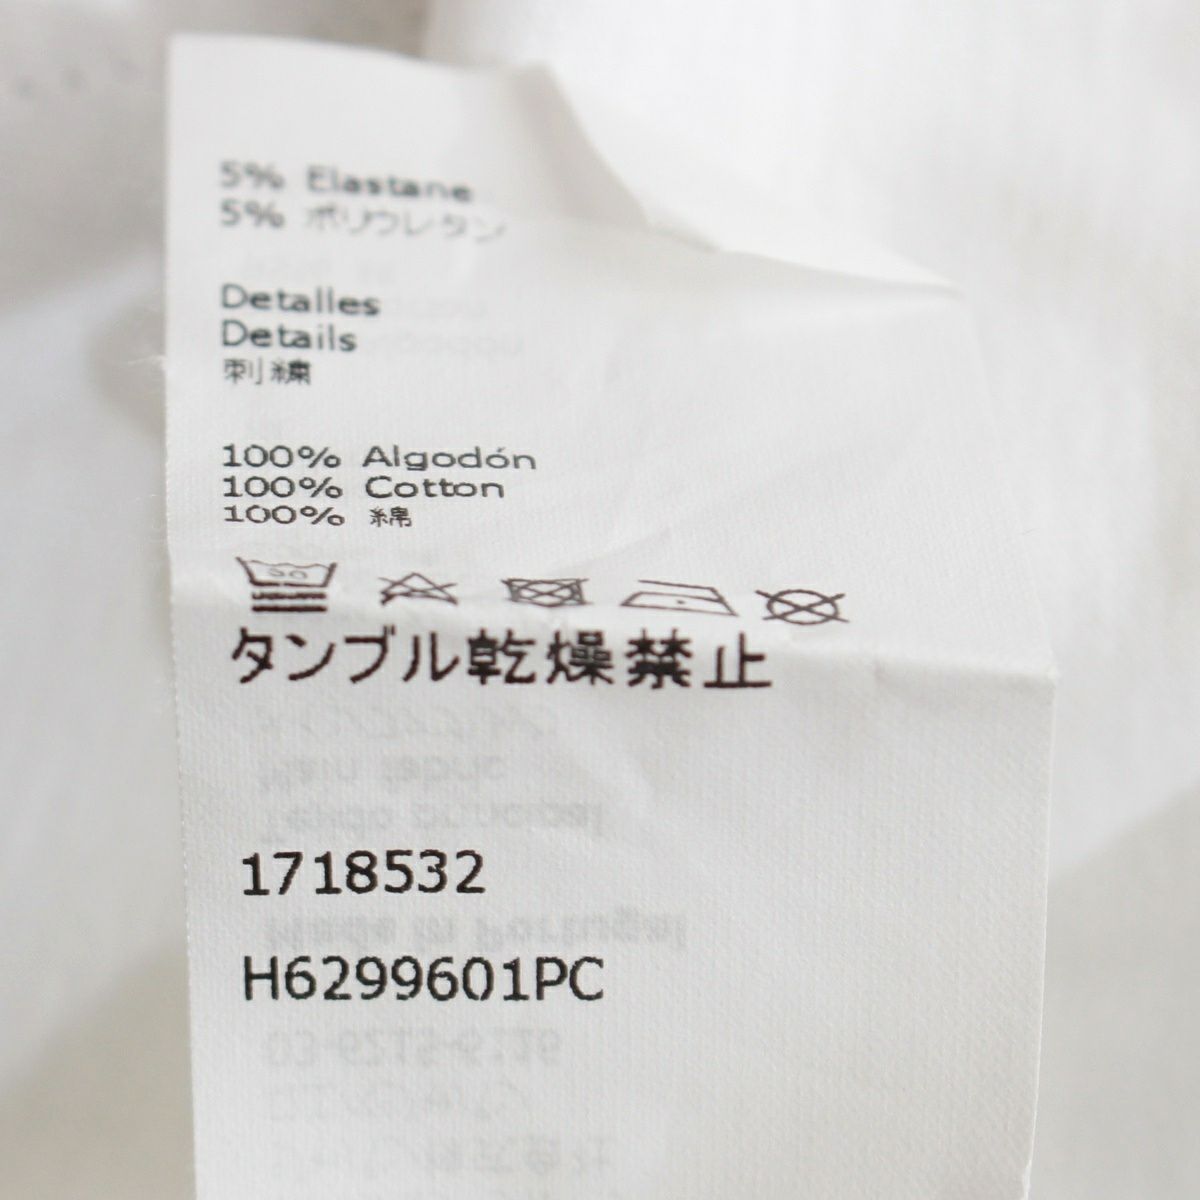 5% Elastane
5% ポリウレタン
Detalles
Details
刺繍
100% Algodón
100% Cotton
100% 綿
30
タンブル乾燥禁止
1718532
H6299601PC